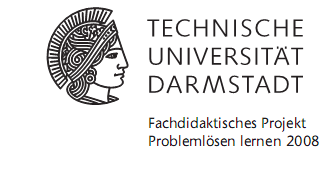 TECHNISCHE
UNIVERSITÄT
DARMSTADT
Fachdidaktisches Projekt
Problemlösen lernen 2008